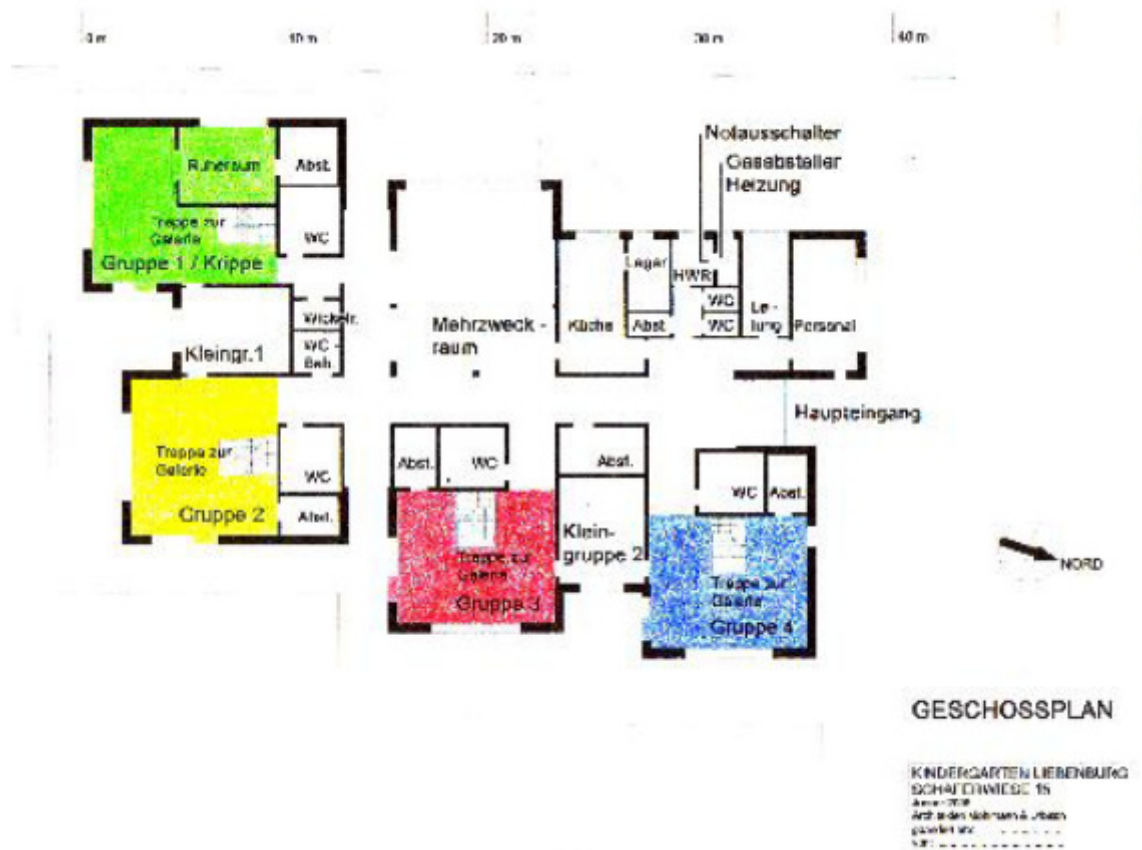 0 m
10 m
20 m
30 m
40 m
Notausschalter
Gasabsteller
Heizung
Ruheraum
Abst.
Treppe zur
Galerie
WC
Gruppe 1 / Krippe
Lager
HWR
WC
Wickelr.
Mehrzweck -
raum
Küche
Abst.
WC
Lei -
tung
Personal
WC -
Beh.
Kleingr.1
Haupteingang
Treppe zur
Galerie
WC
Gruppe 2
Abst.
Abst.
WC
Abst.
WC
Abst.
Klein-
gruppe 2
Treppe zur
Galerie
Gruppe 3
Treppe zur
Galerie
Gruppe 4
NORD
GESCHOSSPLAN
KINDERGARTEN LIEBENBURG
SCHÄFERWIESE 15